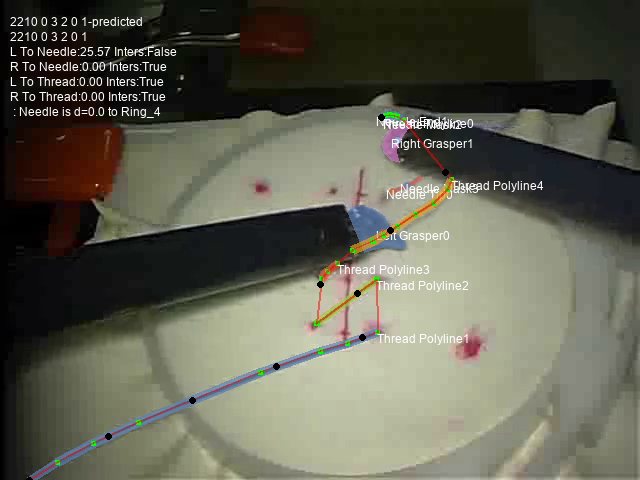 2210 0 3 2 0 1-predicted
2210 0 3 2 0 1
L To Needle:25.57 Inters:False
R To Needle:0.00 Inters:True
L To Thread:0.00 Inters:True
R To Thread:0.00 Inters:True
: Needle is d=0.0 to Ring_4
Right Grasper1
Thread Polyline4
Left Grasper0
Thread Polyline3
Thread Polyline2
Thread Polyline1